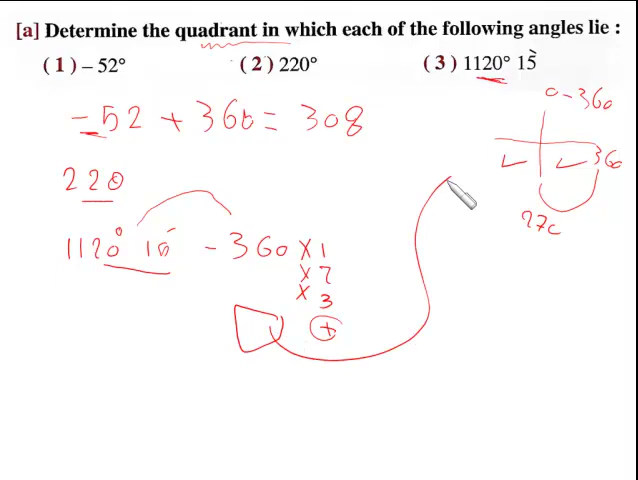 [a] Determine the quadrant in which each of the following angles lie :
(1) – 52° (2) 220° (3) 1120° 15̀
0 - 360
-52 + 360 = 308
360
220
270
1120° 15 - 360 x 1
x 2
x 3
+